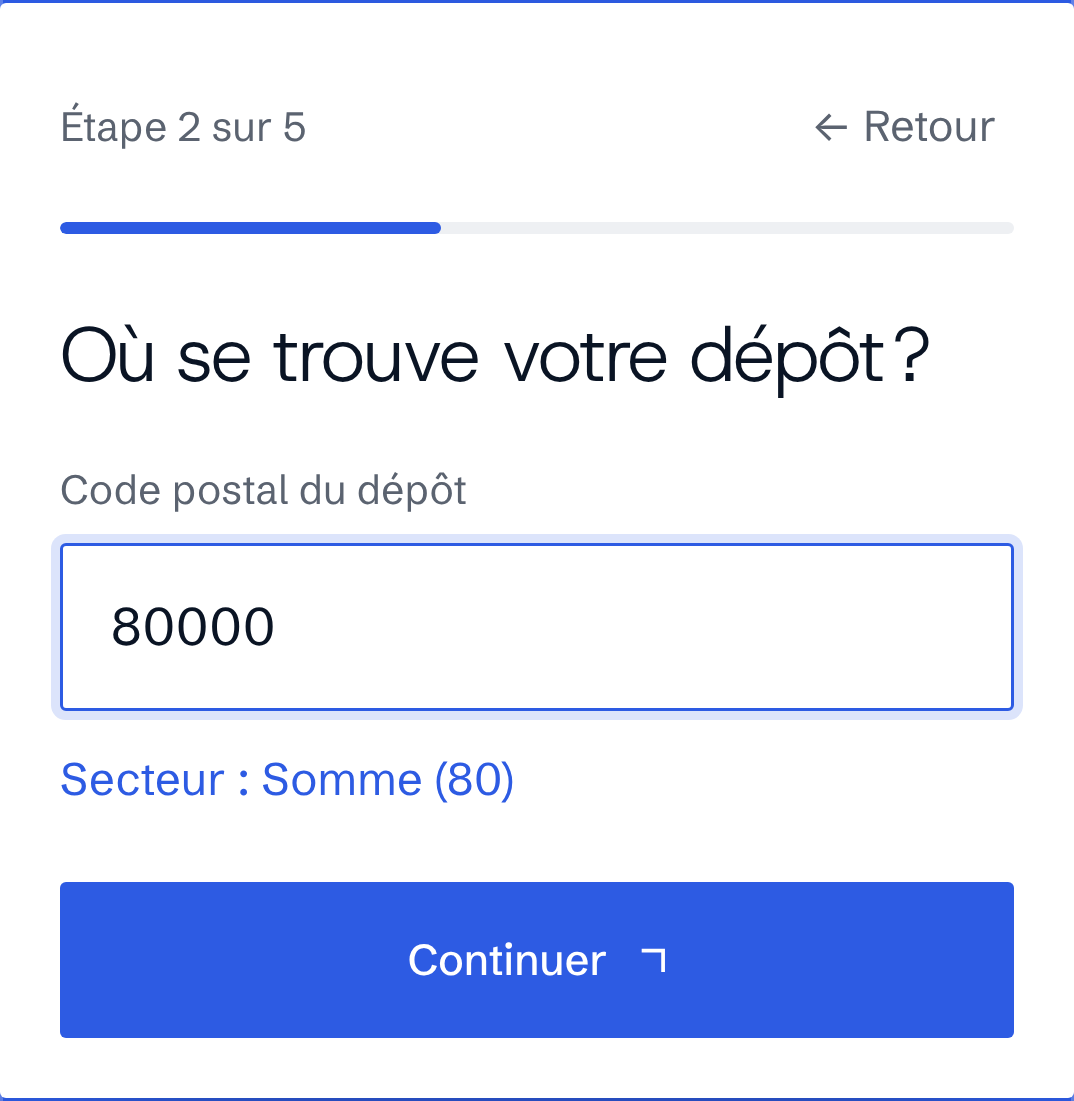 Étape 2 sur 5
← Retour
Où se trouve votre dépôt ?
Code postal du dépôt
80000
Secteur : Somme (80)
Continuer